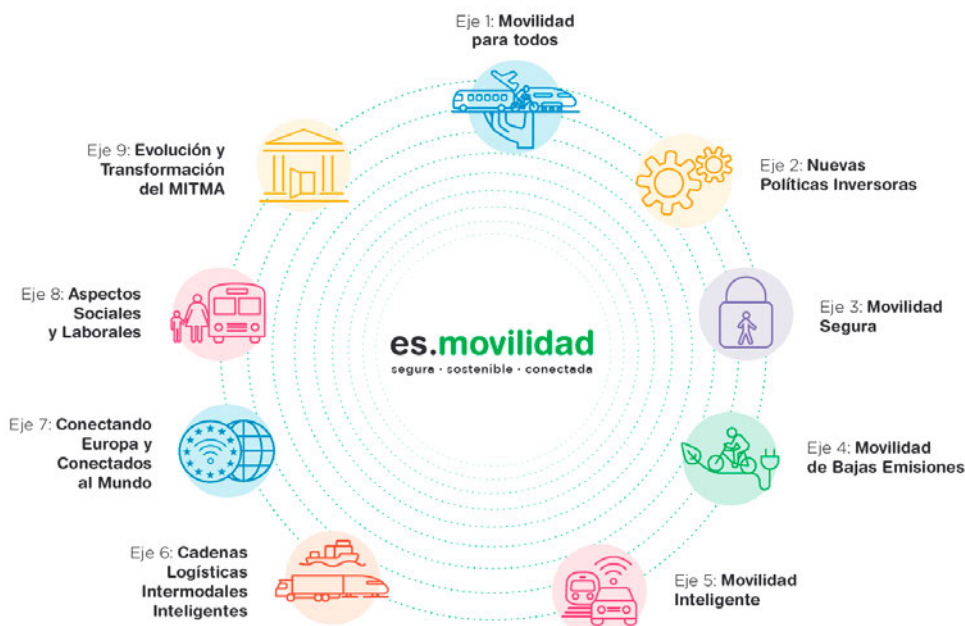 Eje 1: Movilidad
para todos
Eje 2: Nuevas
Políticas Inversoras
Eje 3: Movilidad
Segura
Eje 4: Movilidad
de Bajas Emisiones
Eje 5: Movilidad
Inteligente
Eje 6: Cadenas
Logísticas
Intermodales
Inteligentes
Eje 7: Conectando
Europa y
Conectados
al Mundo
Eje 8: Aspectos
Sociales
y Laborales
Eje 9: Evolución y
Transformación
del MITMA
es.movilidad
segura · sostenible · conectada